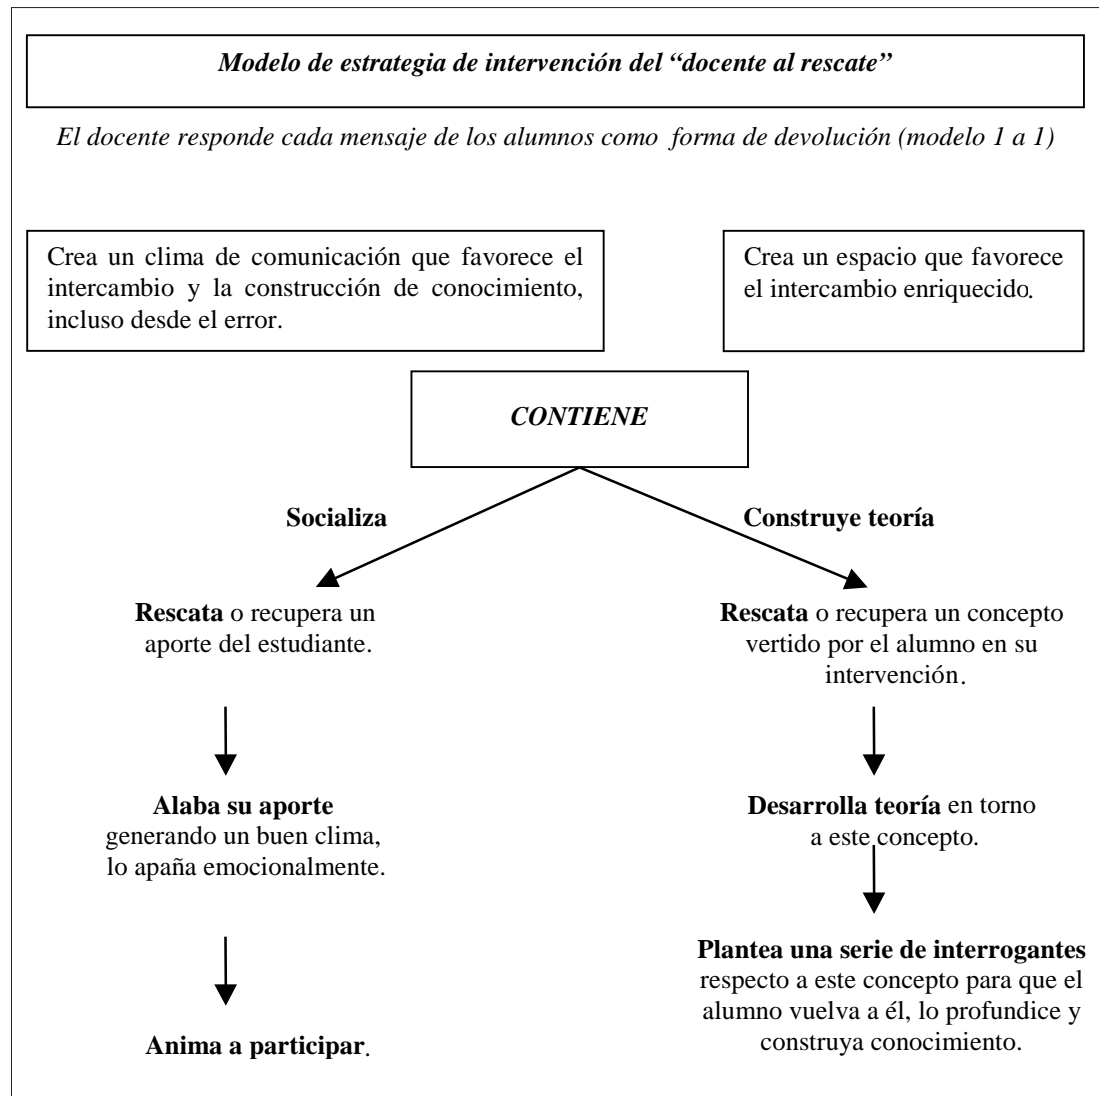 Modelo de estrategia de intervención del “docente al rescate”
El docente responde cada mensaje de los alumnos como forma de devolución (modelo 1 a 1)
Crea un clima de comunicación que favorece el
intercambio y la construcción de conocimiento,
incluso desde el error.
Crea un espacio que favorece
el intercambio enriquecido.
CONTIENE
Socializa
Construye teoría
Rescata o recupera un
aporte del estudiante.
Rescata o recupera un concepto
vertido por el alumno en su
intervención.
Alaba su aporte
generando un buen clima,
lo apaña emocionalmente.
Desarrolla teoría en torno
a este concepto.
Anima a participar.
Plantea una serie de interrogantes
respecto a este concepto para que el
alumno vuelva a él, lo profundice y
construya conocimiento.